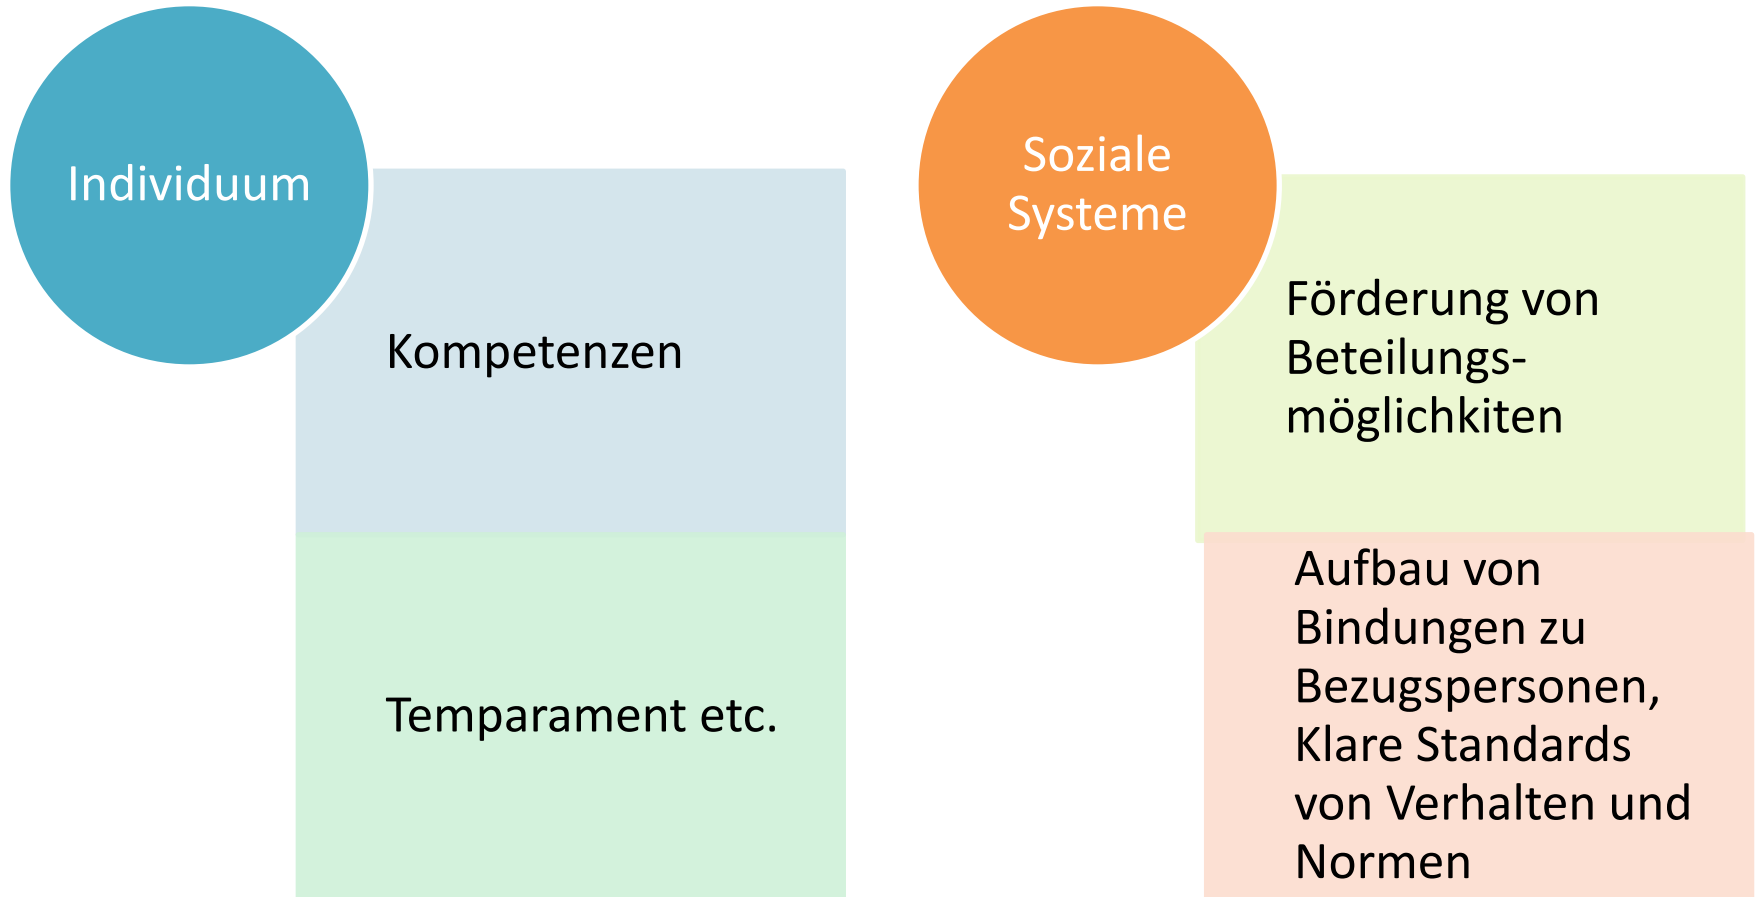 Individuum
Kompetenzen
Temparament etc.
Soziale
Systeme
Förderung von
Beteilungs-
möglichkiten
Aufbau von
Bindungen zu
Bezugspersonen,
Klare Standards
von Verhalten und
Normen